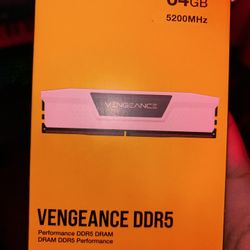 64GB
5200MHz
VENGEANCE
VENGEANCE DDR5
Performance DDR5 DRAM
DRAM DDR5 Performance